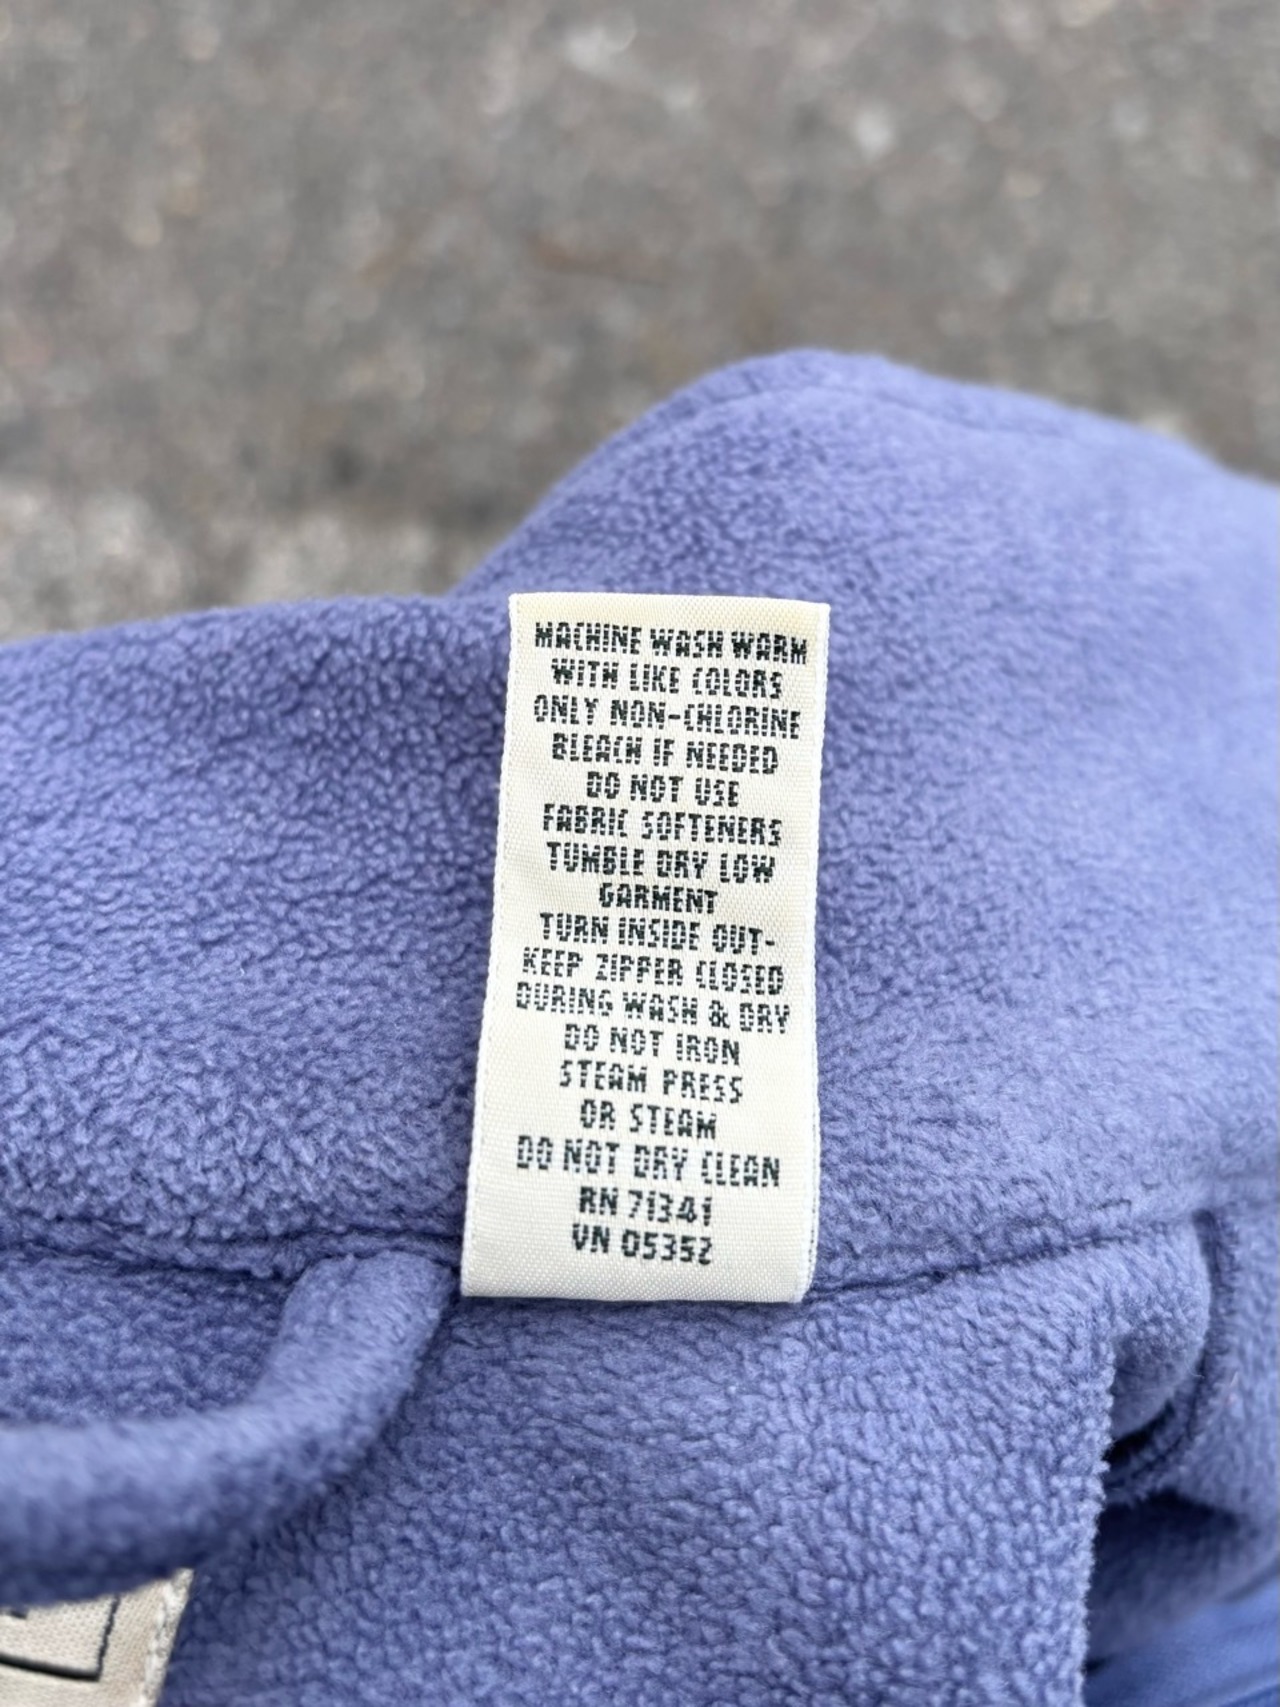 MACHINE WASH WARM
WITH LIKE COLORS
ONLY NON-CHLORINE
BLEACH IF NEEDED
DO NOT USE
FABRIC SOFTENERS
TUMBLE DRY LOW
GARMENT
TURN INSIDE OUT-
KEEP ZIPPER CLOSED
DURING WASH & DRY
DO NOT IRON
STEAM PRESS
OR STEAM
DO NOT DRY CLEAN
RN 71341
VN 05352